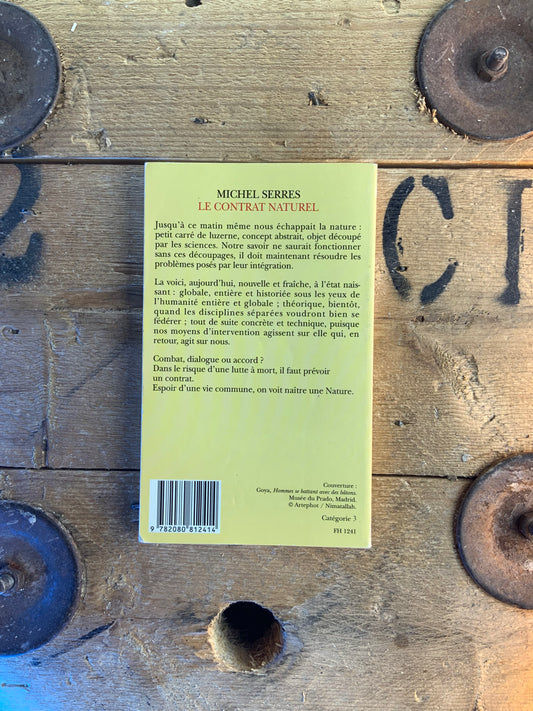 2
C
MICHEL SERRES
LE CONTRAT NATUREL
Jusqu'à ce matin même nous échappait la nature :
petit carré de luzerne, concept abstrait, objet découpé
par les sciences. Notre savoir ne saurait fonctionner
sans ces découpages, il doit maintenant résoudre les
problèmes posés par leur intégration.
La voici, aujourd'hui, nouvelle et fraîche, à l'état nais-
sant : globale, entière et historiée sous les yeux de
l'humanité entière et globale ; théorique, bientôt,
quand les disciplines séparées voudront bien se
fédérer ; tout de suite concrète et technique, puisque
nos moyens d'intervention agissent sur elle qui, en
retour, agit sur nous.
Combat, dialogue ou accord ?
Dans le risque d'une lutte à mort, il faut prévoir
un contrat.
Espoir d'une vie commune, on voit naître une Nature.
Couverture :
Goya, Hommes se battant avec des bâtons.
Musée du Prado, Madrid.
© Artephot / Nimatallah.
Catégorie 3
FH 1241
9 782080 812414